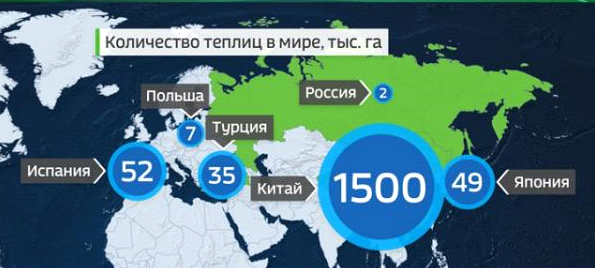 Количество теплиц в мире, тыс. га
Россия
2
Польша
7
Турция
35
Испания
52
Китай
1500
49
Япония